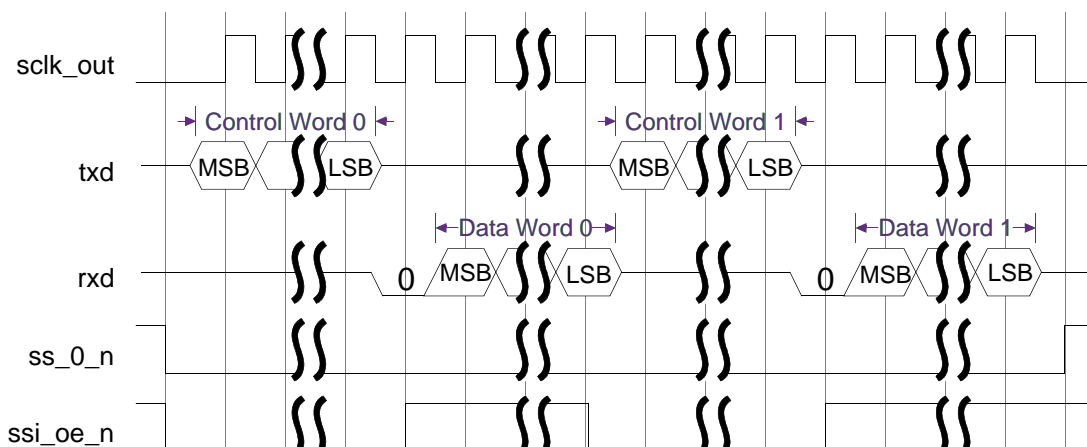 sclk_out
Control Word 0
Control Word 1
txd
MSB
LSB
MSB
LSB
Data Word 0
Data Word 1
rxd
0
MSB
LSB
0
MSB
LSB
ss_0_n
ssi_oe_n